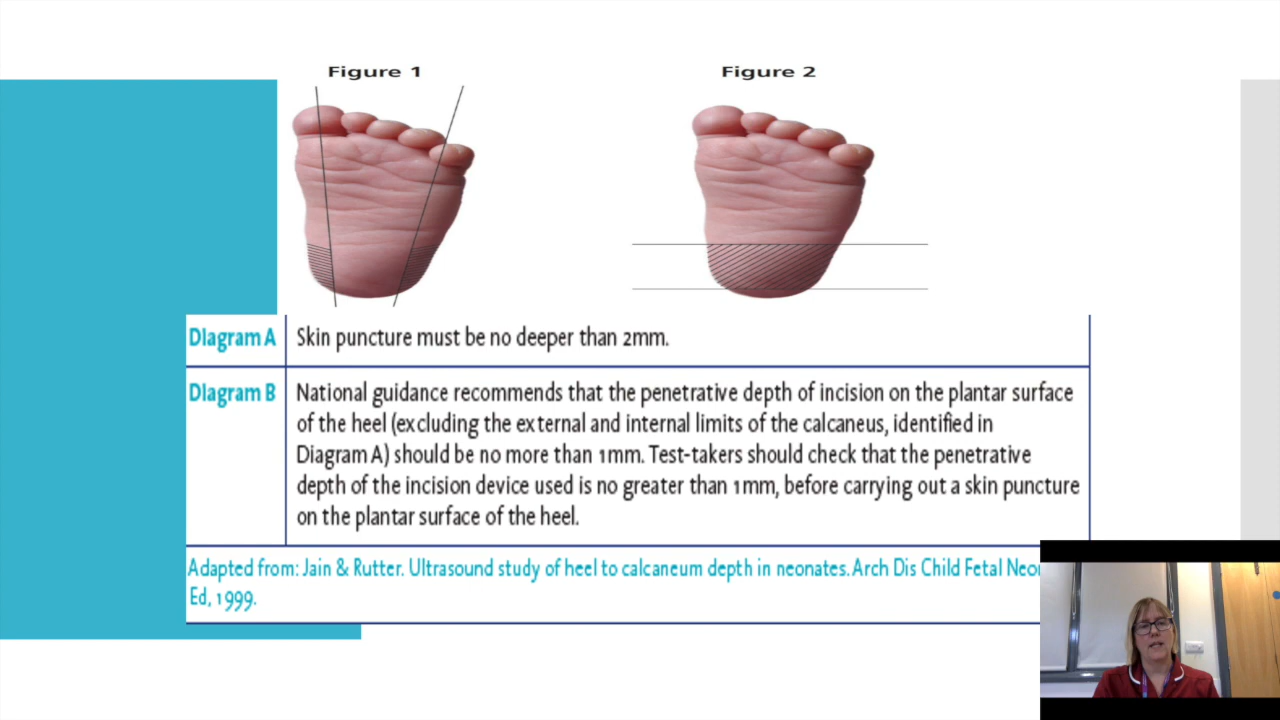 Figure 1
Figure 2
Diagram A
Skin puncture must be no deeper than 2mm.
Diagram B
National guidance recommends that the penetrative depth of incision on the plantar surface
of the heel (excluding the external and internal limits of the calcaneus, identified in
Diagram A) should be no more than 1mm. Test-takers should check that the penetrative
depth of the incision device used is no greater than 1mm, before carrying out a skin puncture
on the plantar surface of the heel.
Adapted from: Jain & Rutter. Ultrasound study of heel to calcaneum depth in neonates. Arch Dis Child Fetal
Ed, 1999.